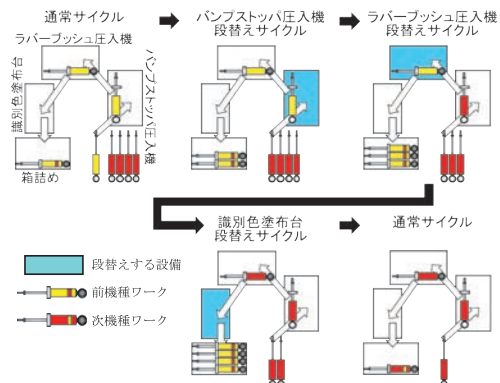 通常サイクル
ラバーブッシュ圧入機
識別色塗布台
バンプストッパ圧入機
箱詰め
バンプストッパ圧入機
段替えサイクル
ラバーブッシュ圧入機
段替えサイクル
識別色塗布台
段替えサイクル
通常サイクル
段替えする設備
前機種ワーク
次機種ワーク